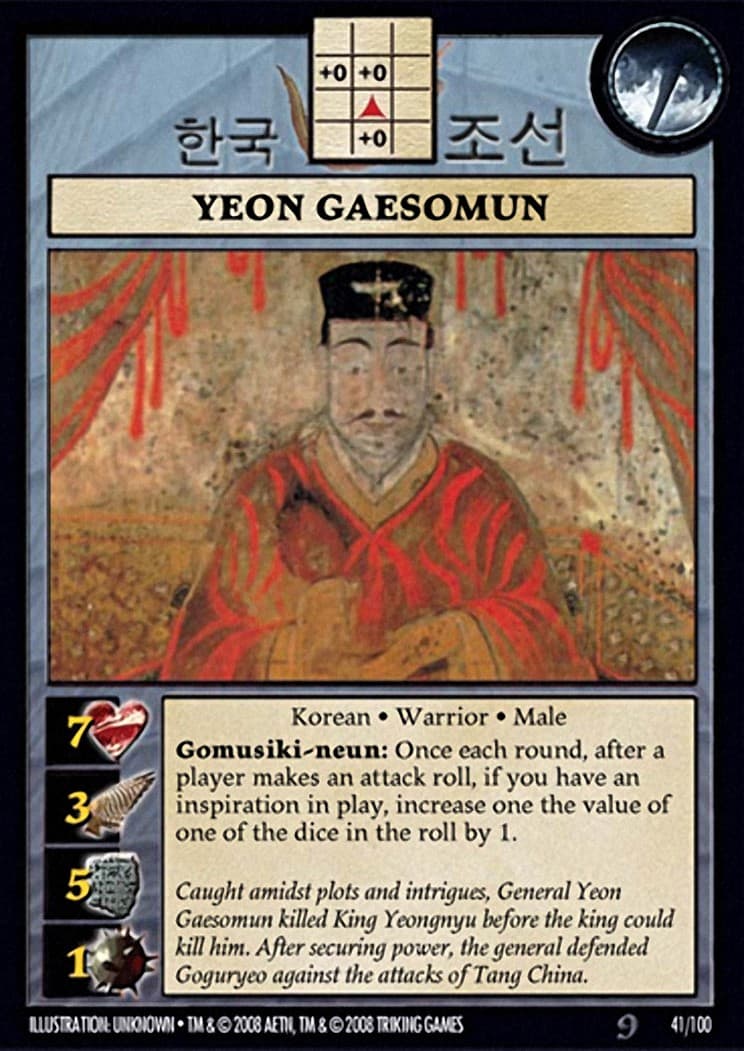 +0 +0
+0
한국 조선
YEON GAESOMUN
7
3
5
1
Korean • Warrior • Male
Gomusiki-neun: Once each round, after a
player makes an attack roll, if you have an
inspiration in play, increase one the value of
one of the dice in the roll by 1.
Caught amidst plots and intrigues, General Yeon
Gaesomun killed King Yeongnyu before the king could
kill him. After securing power, the general defended
Goguryeo against the attacks of Tang China.
ILLUSTRATION: UNKNOWN • TM & © 2008 AETN, TM & © 2008 TRIKING GAMES 9 41/100